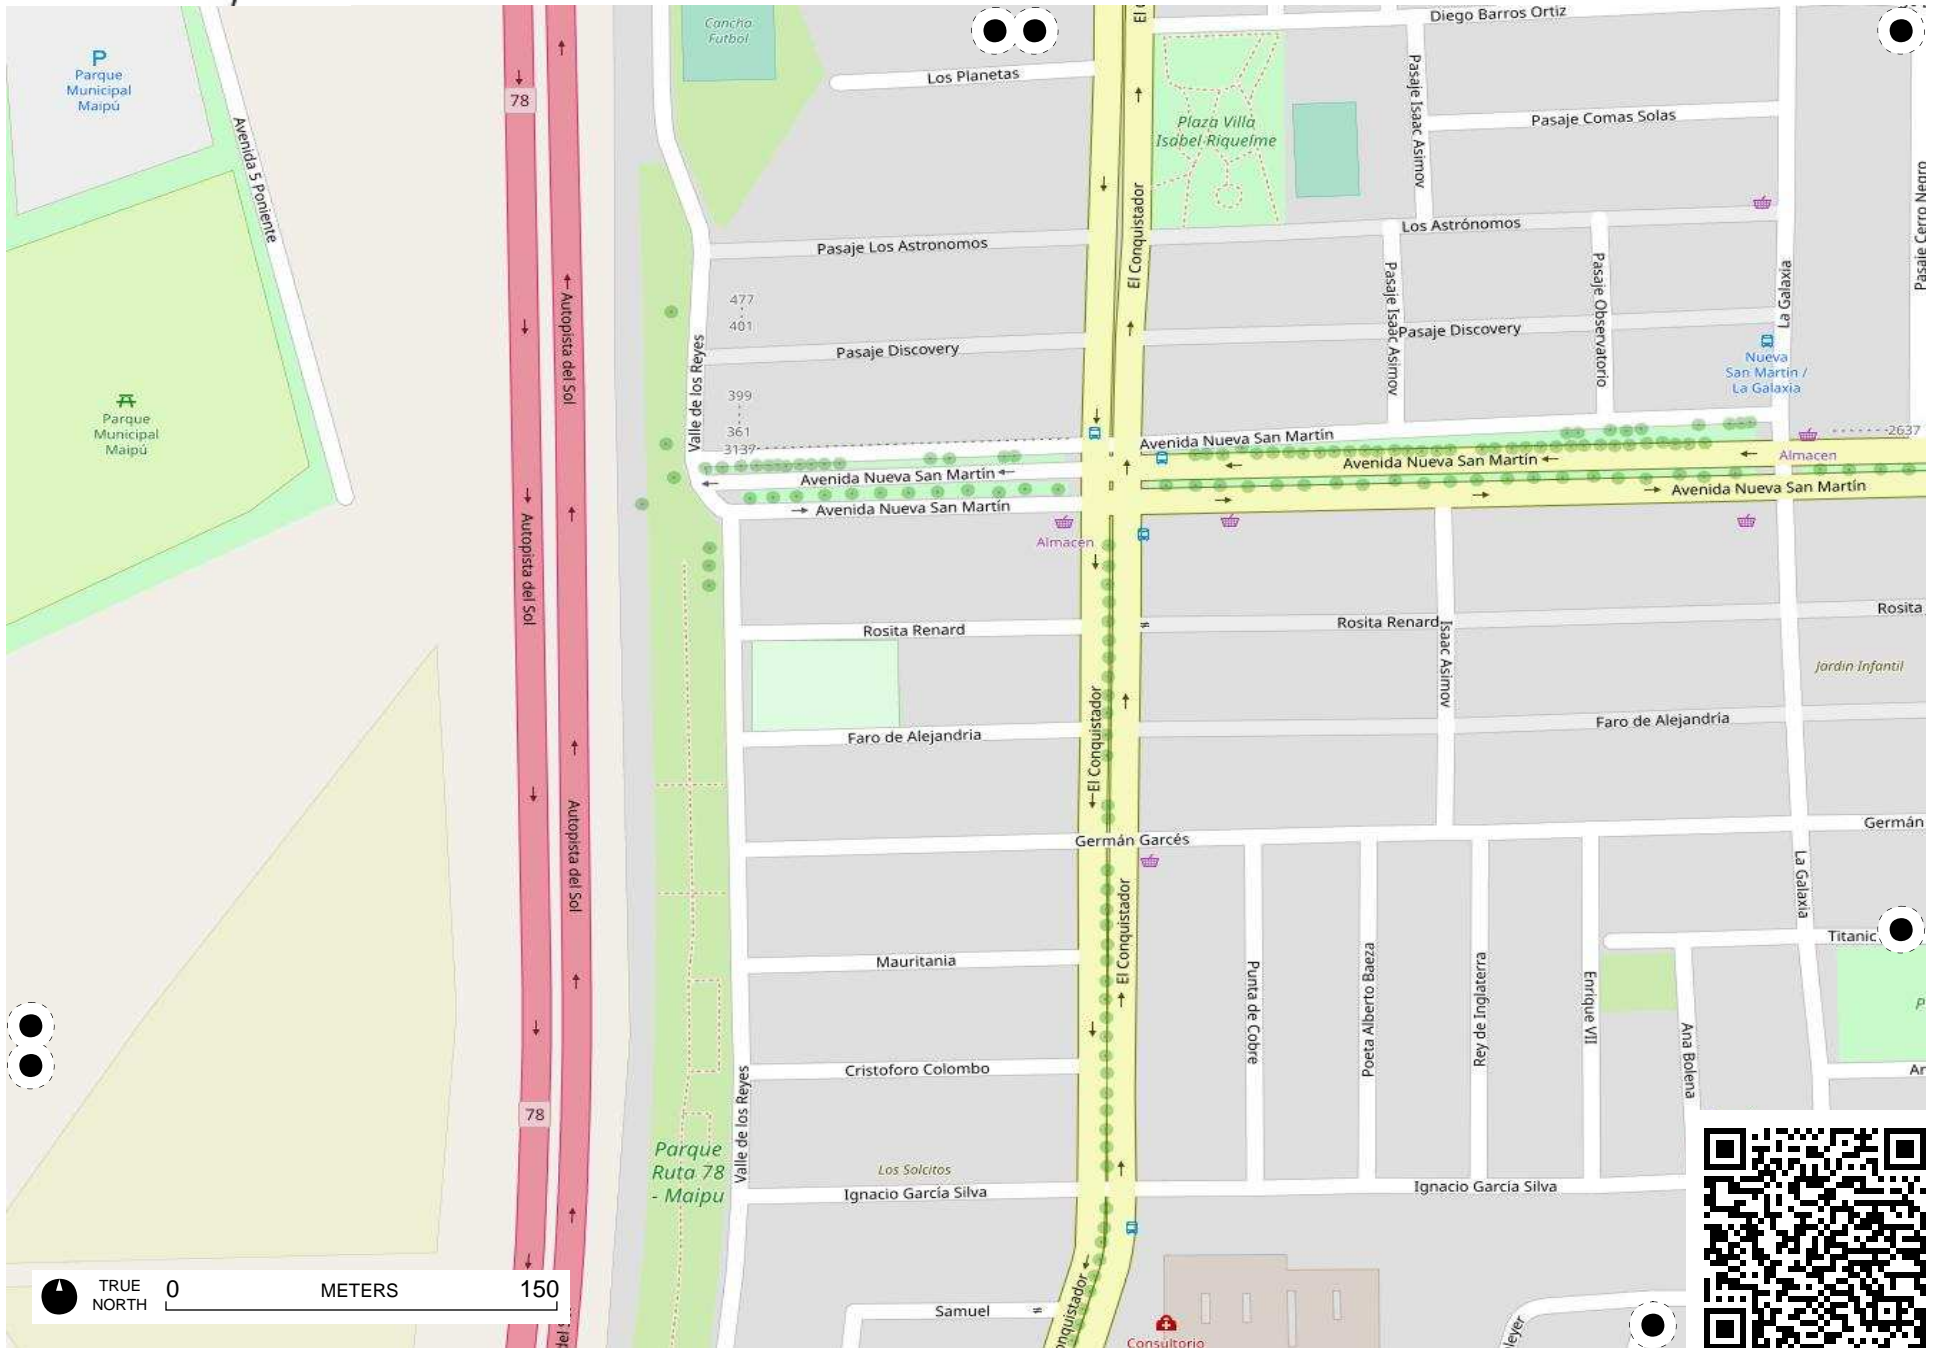 Cancha
Futbol
El
Diego Barros Ortiz
P
Parque
Municipal
Maipú
Los Planetas
78
Pasaje Isaac Asimov
Pasaje Comas Solas
Plaza Villa
Isabel Riquelme
Avenida 5 Poniente
El Conquistador
Pasaje Cerro Negro
Pasaje Los Astronomos
Los Astrónomos
Pasaje Isaac Asimov
Pasaje Observatorio
La Galaxia
477
401
Autopista del Sol
Pasaje Discovery
Pasaje Discovery
Valle de los Reyes
Nueva
San Martín /
La Galaxia
399
361
3137
Parque
Municipal
Maipú
Avenida Nueva San Martín
2637
Almacen
Avenida Nueva San Martín
Avenida Nueva San Martín
Avenida Nueva San Martín
Avenida Nueva San Martín
Almacen
Autopista del Sol
Rosita Renard
Rosita Renard
Rosita
Isaac Asimov
Jardin Infantil
El Conquistador
Faro de Alejandria
Faro de Alejandria
Autopista del Sol
Germán Garcés
Germán
La Galaxia
El Conquistador
Titanic
Mauritania
Punta de Cobre
Poeta Alberto Baeza
Rey de Inglaterra
Enrique VII
Ana Bolena
P
Cristoforo Colombo
Ar
78
Valle de los Reyes
Parque
Ruta 78
- Maipu
Los Solcitos
Ignacio García Silva
Ignacio García Silva
TRUE
NORTH
0
METERS
150
Samuel
onquistador
Consultorio
leyer